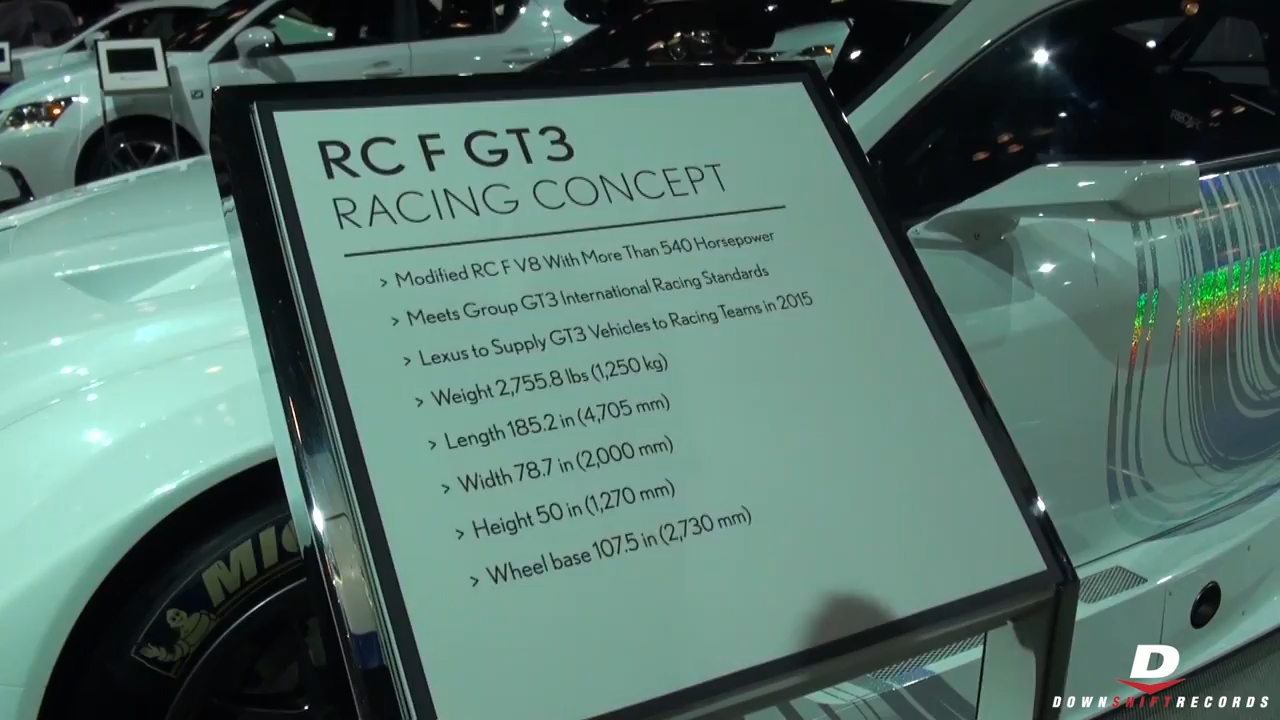 RC F GT3
RACING CONCEPT
> Modified RC F V8 With More Than 540 Horsepower
> Meets Group GT3 International Racing Standards
> Lexus to Supply GT3 Vehicles to Racing Teams in 2015
> Weight 2,755.8 lbs (1,250 kg)
> Length 185.2 in (4,705 mm)
> Width 78.7 in (2,000 mm)
> Height 50 in (1,270 mm)
> Wheel base 107.5 in (2,730 mm)
MIC
D
DOWNSHIFTRECORDS